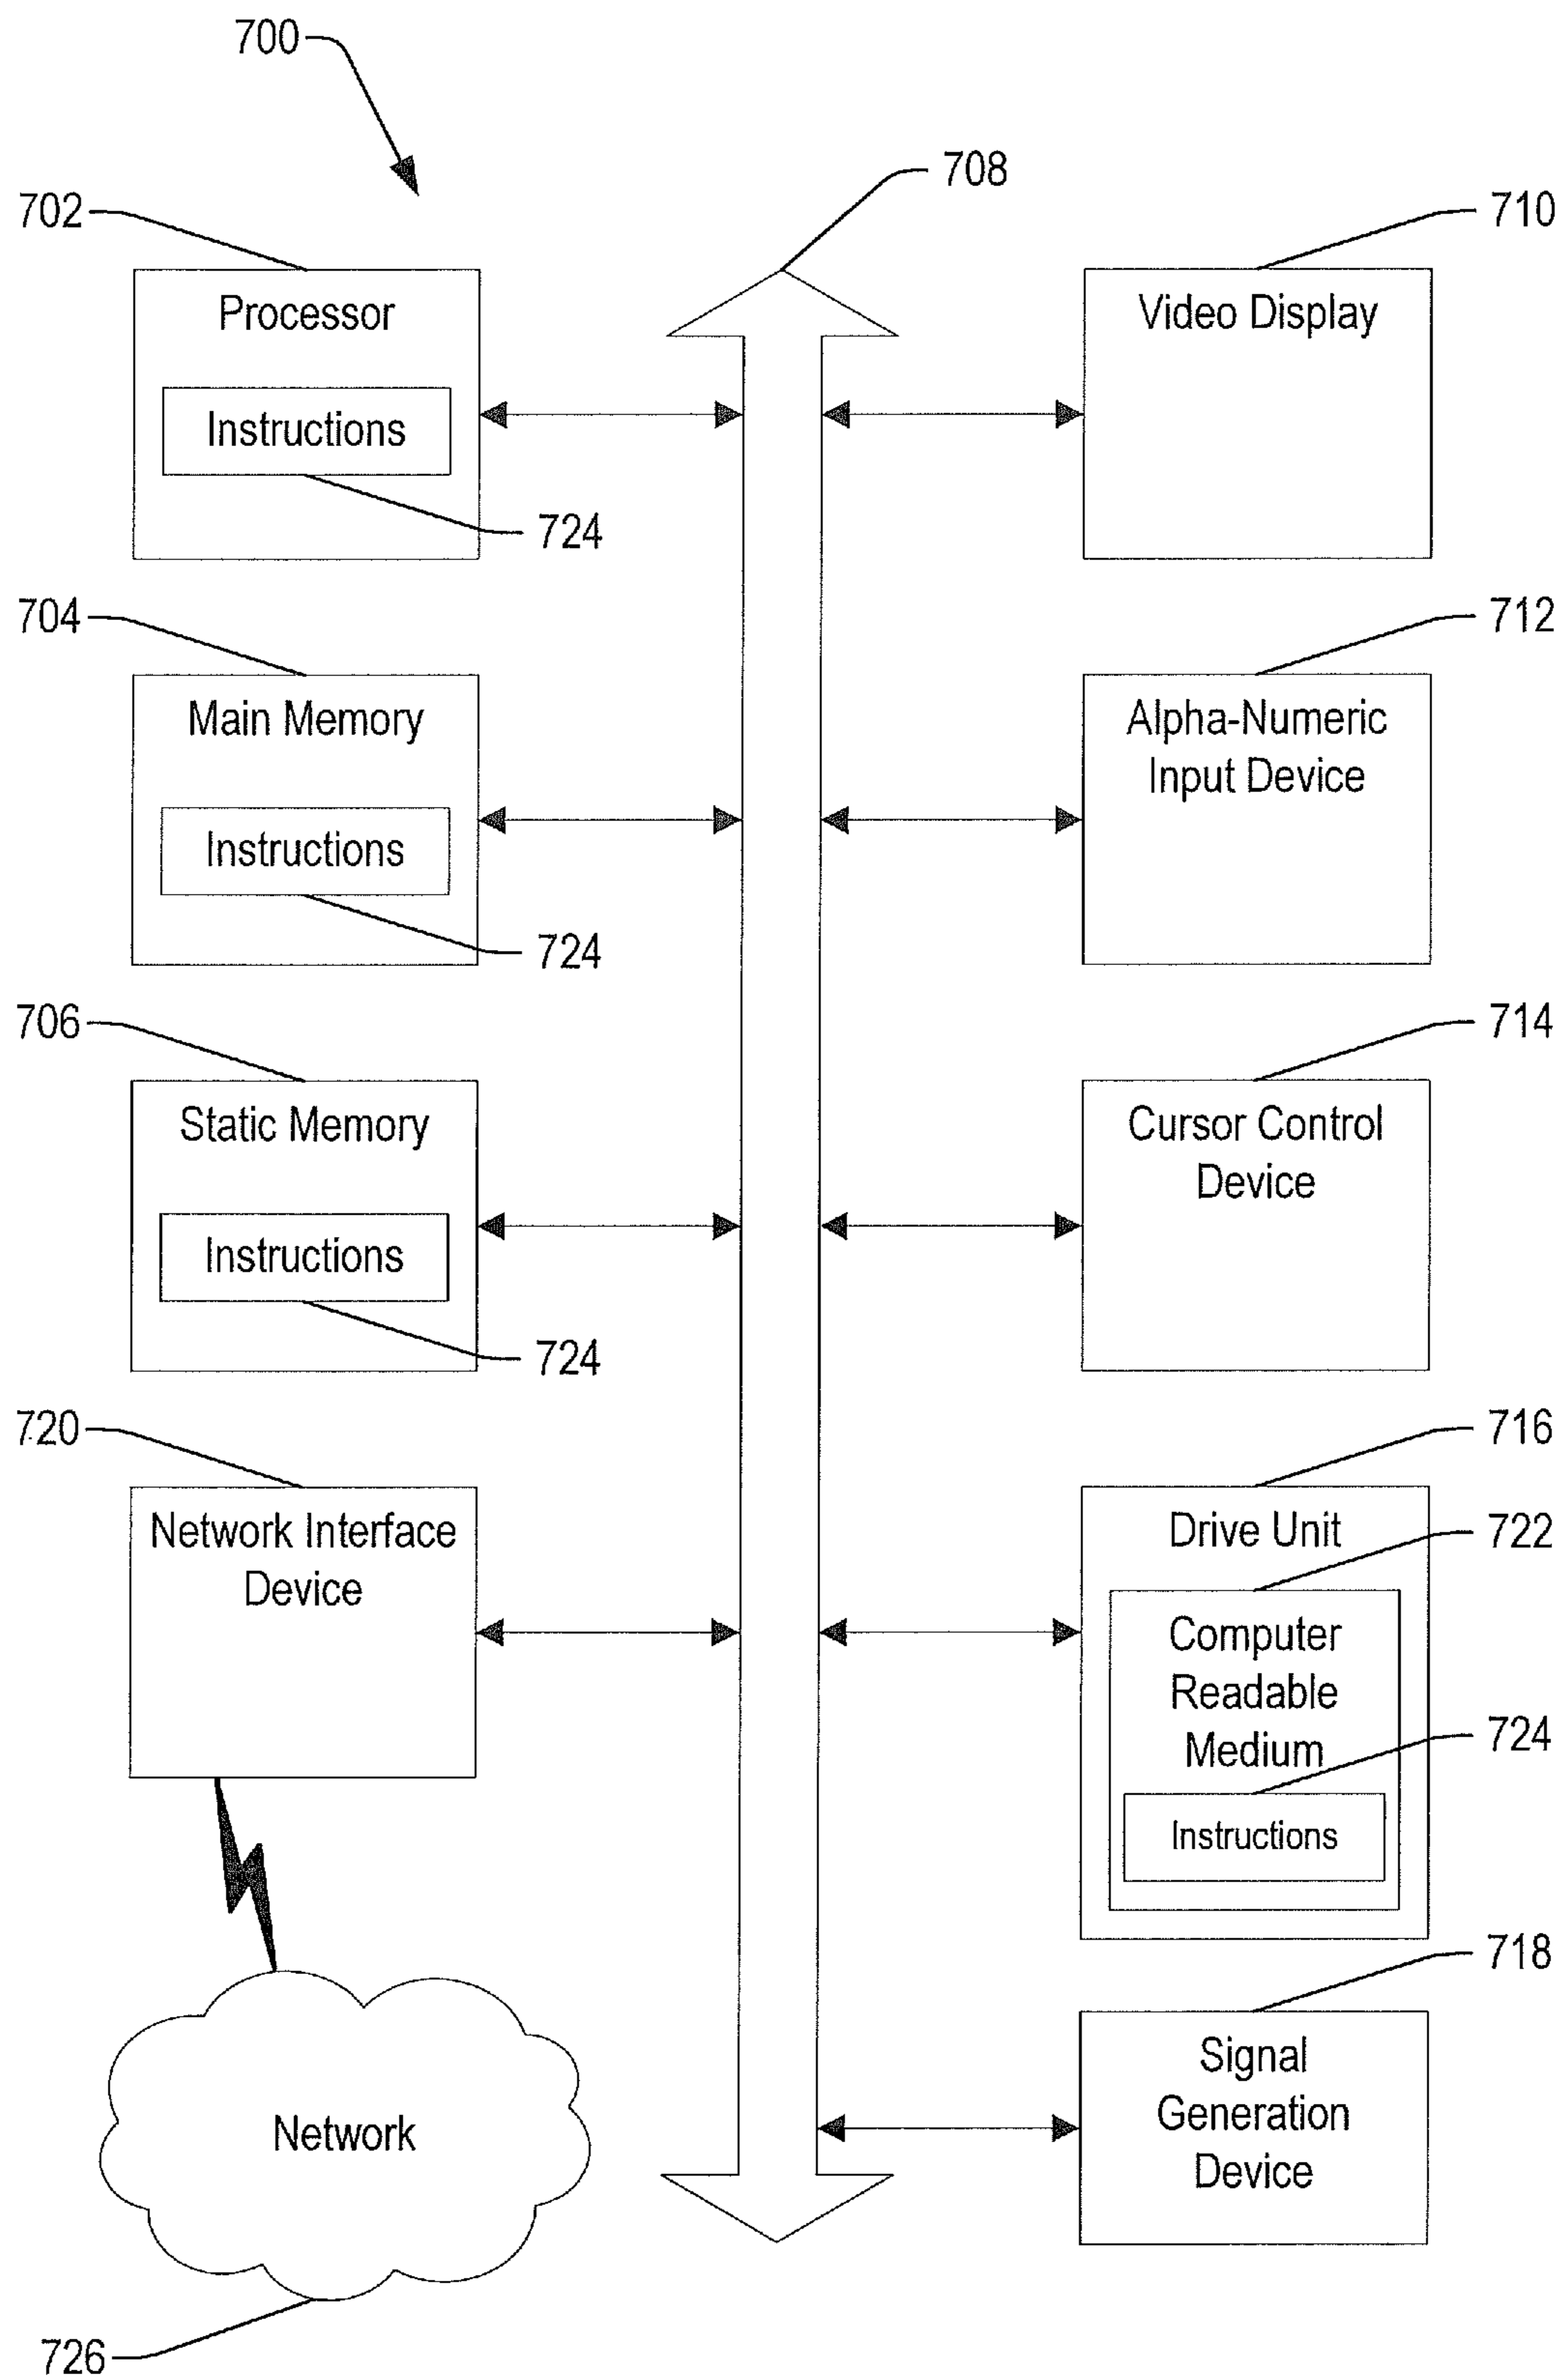 700
708
702
710
Processor
Video Display
Instructions
724
704
712
Main Memory
Alpha-Numeric
Input Device
Instructions
724
706
714
Static Memory
Cursor Control
Device
Instructions
724
720
716
Network Interface
Device
Drive Unit
722
Computer
Readable
Medium
724
Instructions
718
Signal
Generation
Device
Network
726